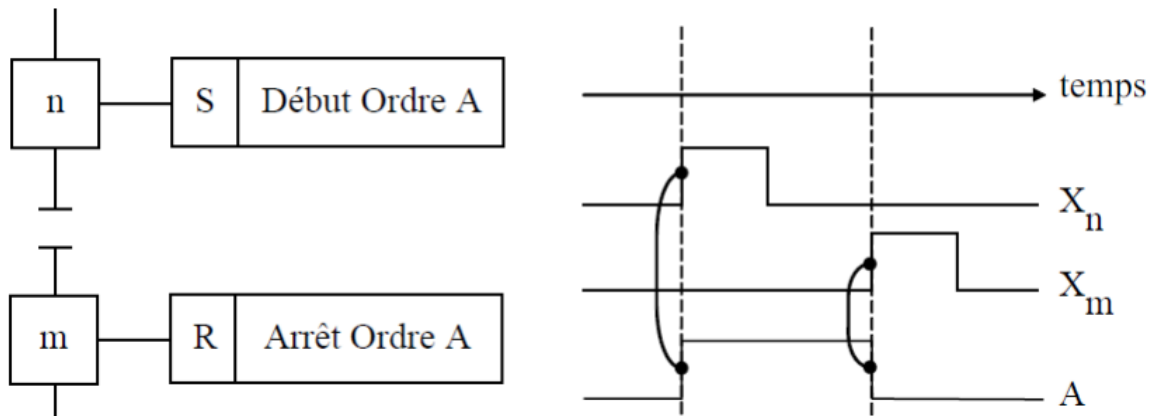 n
S
Début Ordre A
m
R
Arrêt Ordre A
temps
Xn
Xm
A